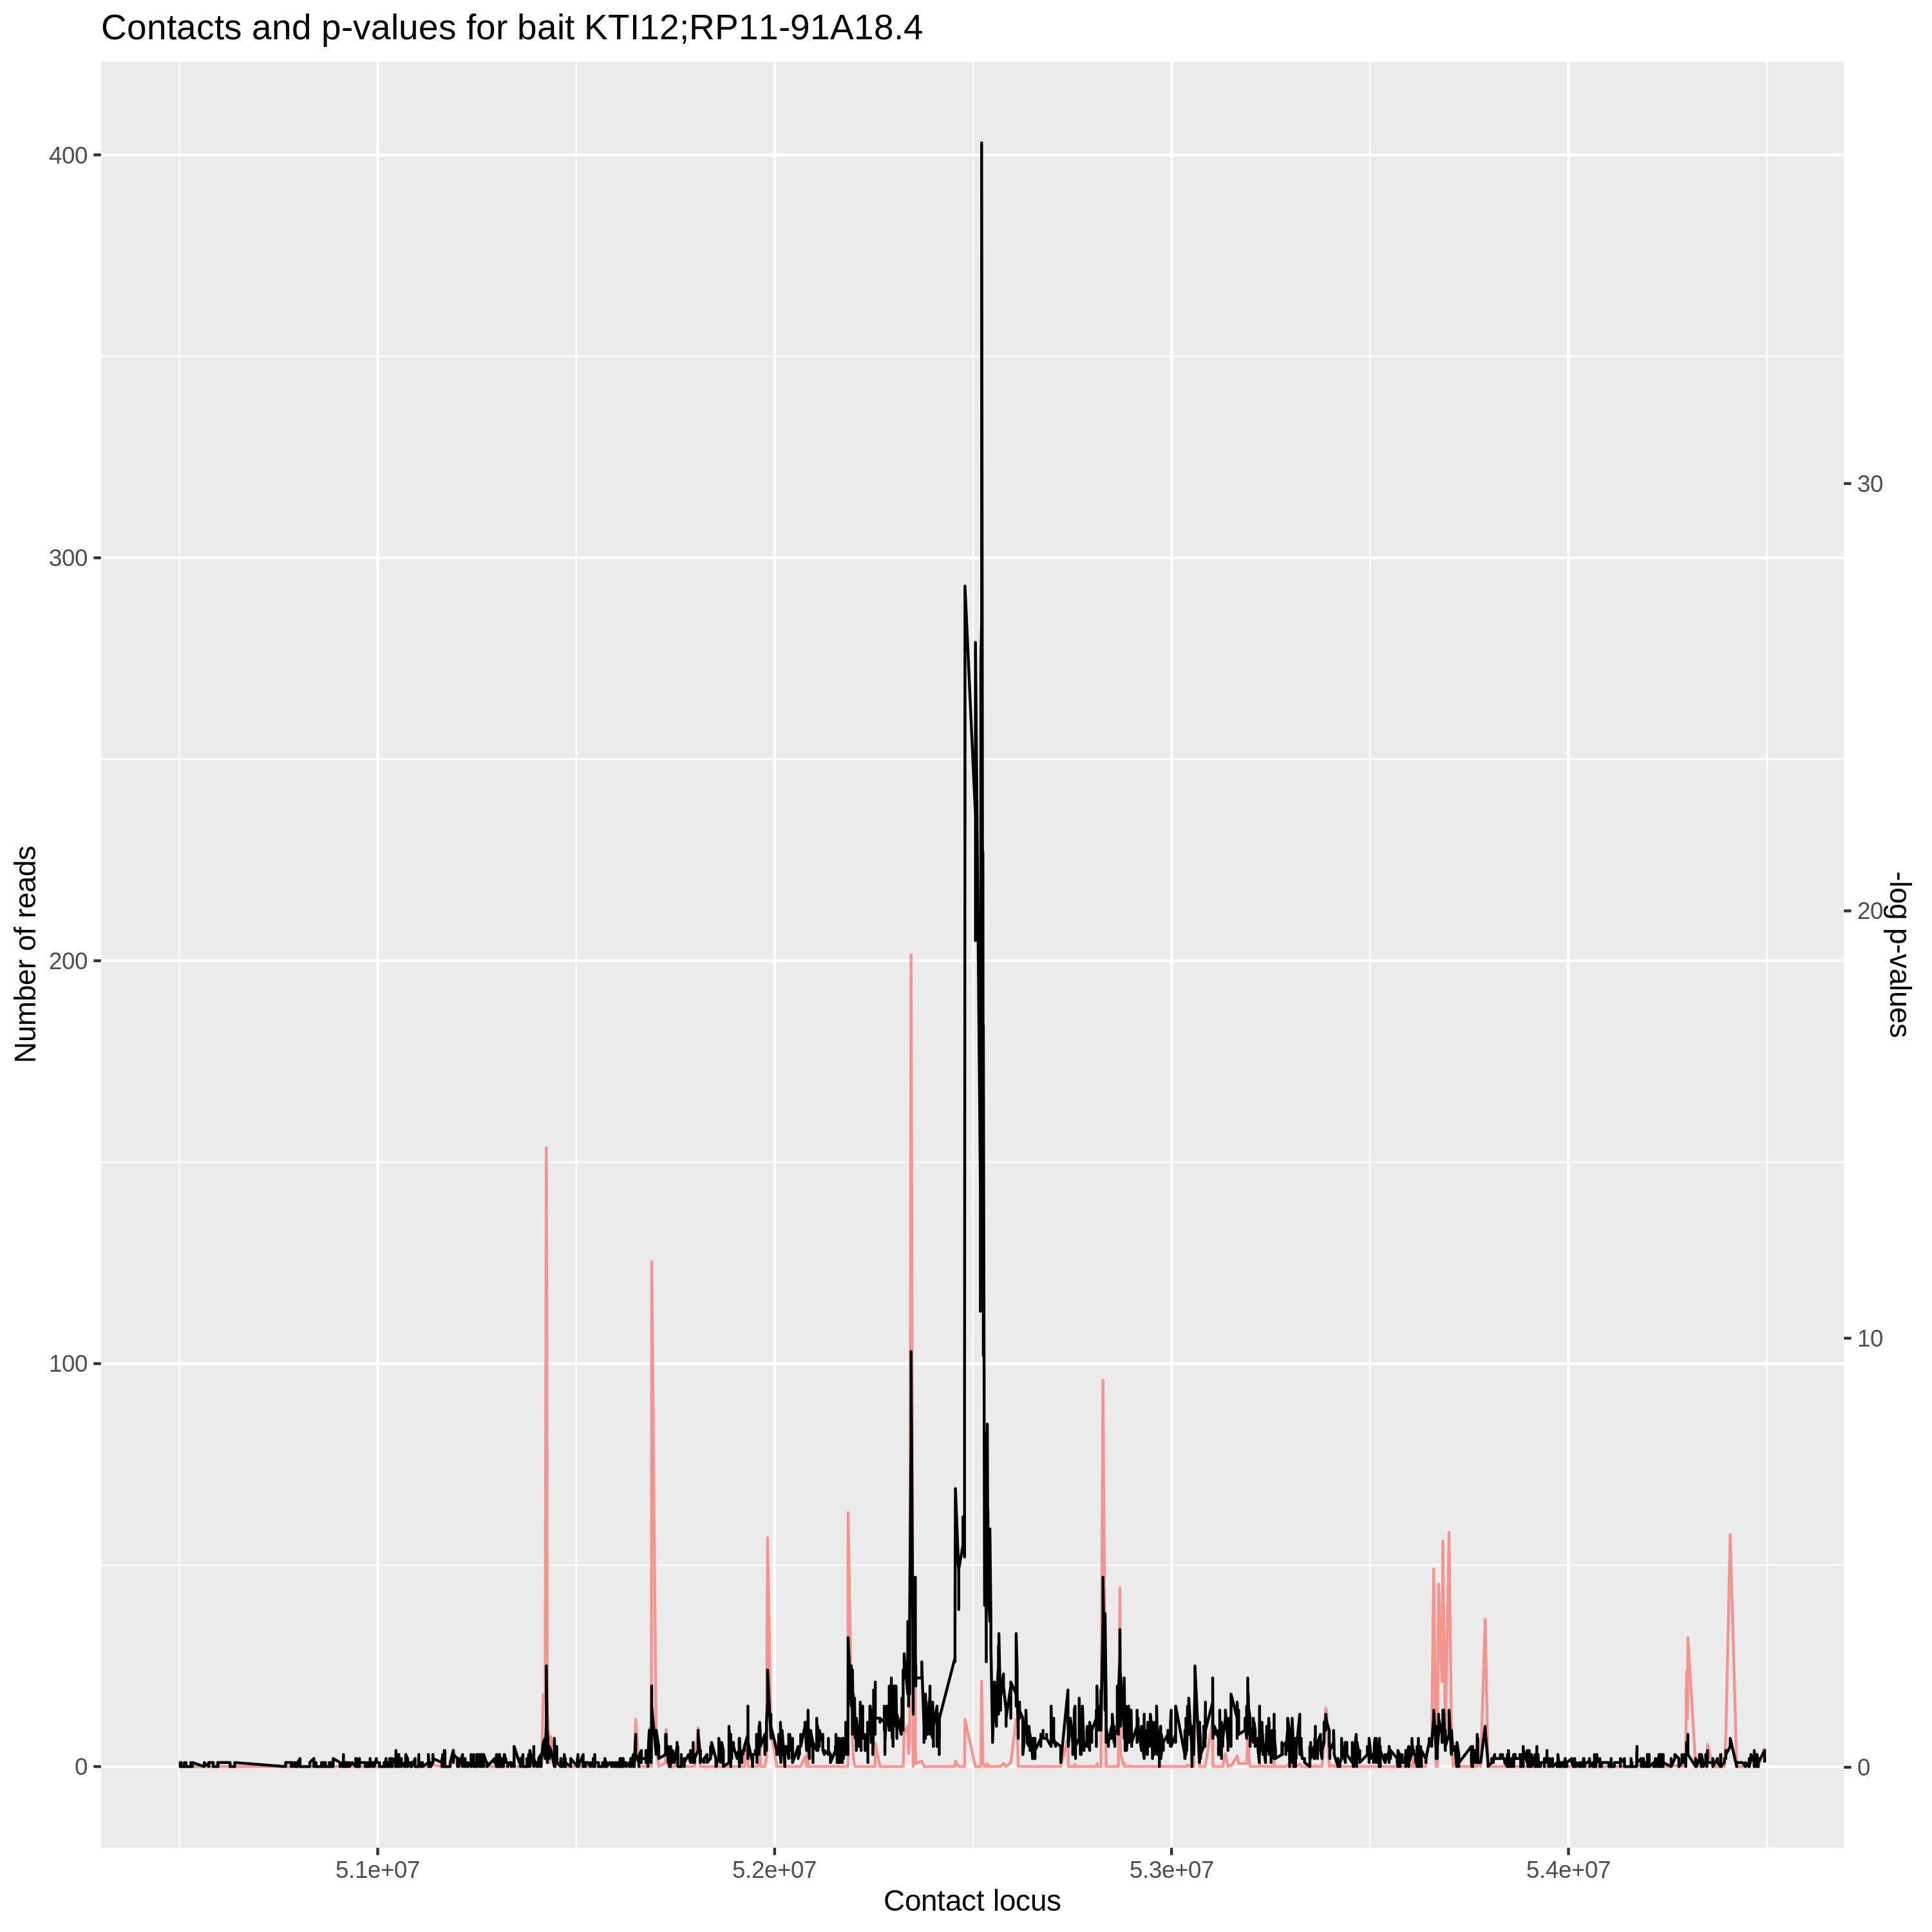 Contacts and p-values for bait KTI12;RP11-91A18.4
400
300
200
100
0
Number of reads
30
20
10
0
-log p-values
5.1e+07
5.2e+07
5.3e+07
5.4e+07
Contact locus